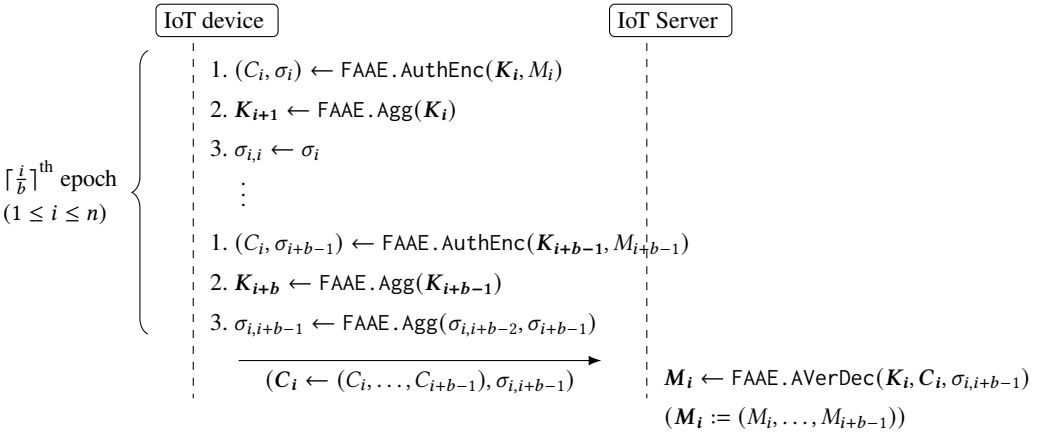 IoT device
IoT Server
1. (C_i, σ_i) ← FAAE.AuthEnc(K_i, M_i)
2. K_{i+1} ← FAAE.Agg(K_i)
3. σ_{i,i} ← σ_i
⋮
⌈i/b⌉^th epoch
(1 ≤ i ≤ n)
1. (C_i, σ_{i+b−1}) ← FAAE.AuthEnc(K_{i+b−1}, M_{i+b−1})
2. K_{i+b} ← FAAE.Agg(K_{i+b−1})
3. σ_{i,i+b−1} ← FAAE.Agg(σ_{i,i+b−2}, σ_{i+b−1})
(C_i ← (C_i, . . . , C_{i+b−1}), σ_{i,i+b−1})
M_i ← FAAE.AVerDec(K_i, C_i, σ_{i,i+b−1})
(M_i := (M_i, . . . , M_{i+b−1}))